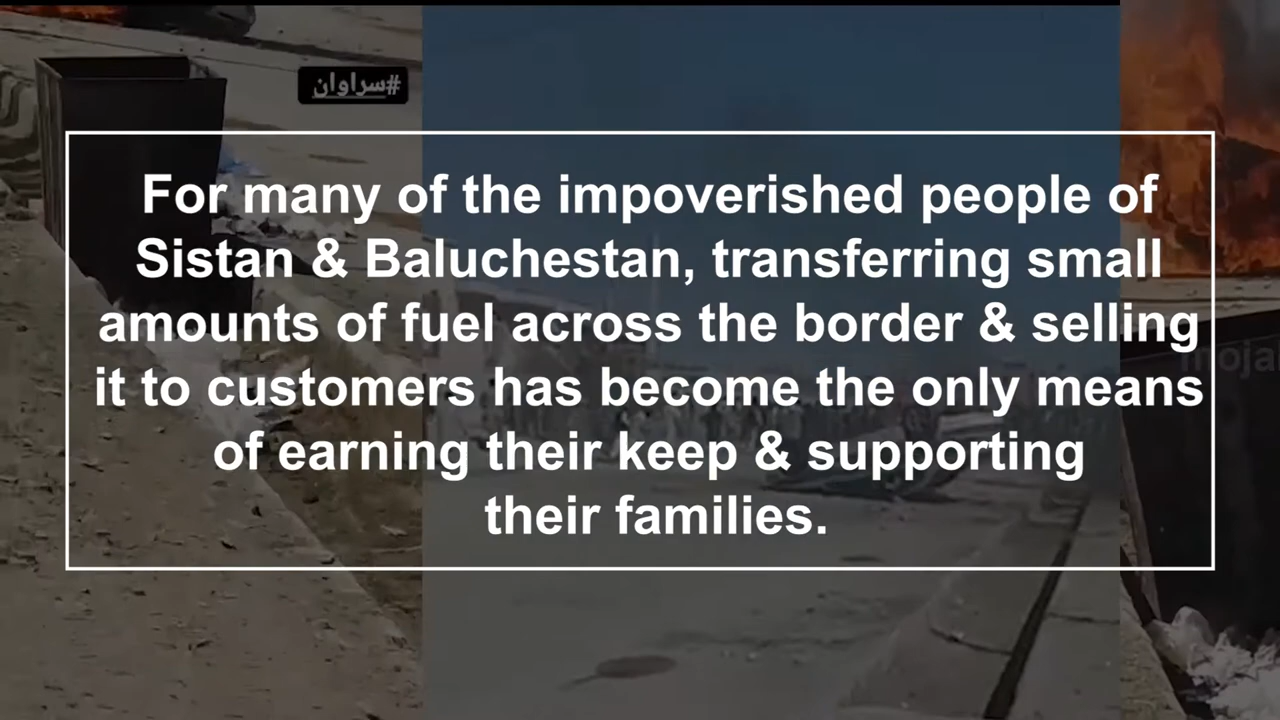 #سراوان
For many of the impoverished people of
Sistan & Baluchestan, transferring small
amounts of fuel across the border & selling
it to customers has become the only means
of earning their keep & supporting
their families.